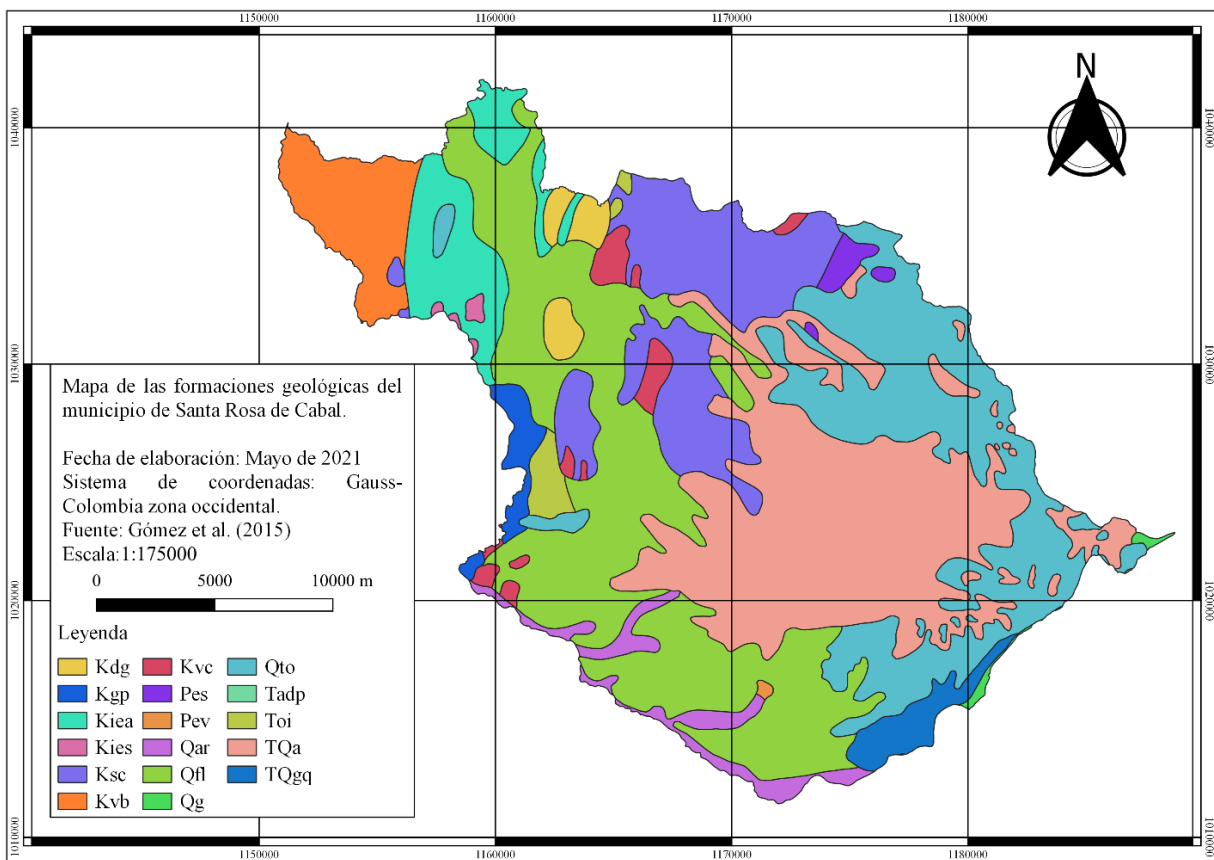 1150000 1160000 1170000 1180000
N
1040000 1040000
1030000 1030000
1020000 1020000
1010000 1010000
Mapa de las formaciones geológicas del
municipio de Santa Rosa de Cabal.
Fecha de elaboración: Mayo de 2021
Sistema de coordenadas: Gauss-
Colombia zona occidental.
Fuente: Gómez et al. (2015)
Escala:1:175000
0 5000 10000 m
Leyenda
Kdg Kvc Qto
Kgp Pes Tadp
Kiea Pev Toi
Kies Qar TQa
Ksc Qfl TQgq
Kvb Qg
1150000 1160000 1170000 1180000